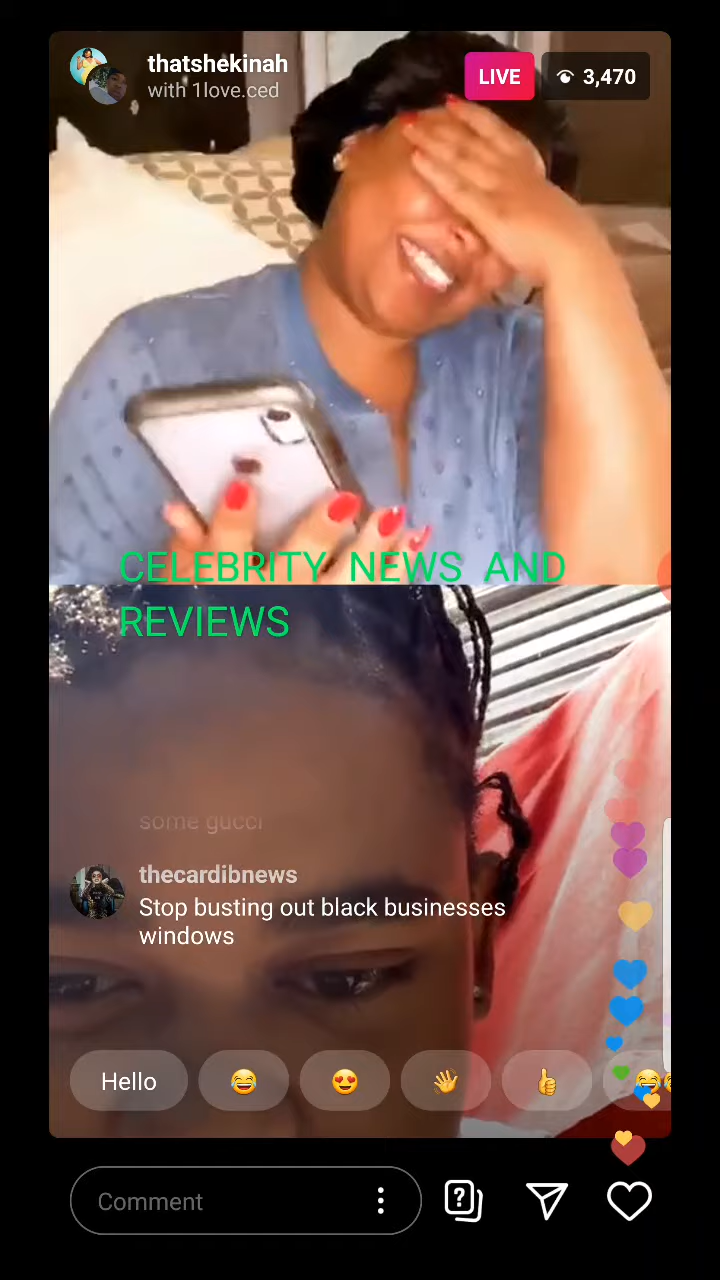 thatshekinah
with 1love.ced
LIVE
3,470
CELEBRITY NEWS AND
REVIEWS
some gucci
thecardibnews
Stop busting out black businesses
windows
Hello
Comment